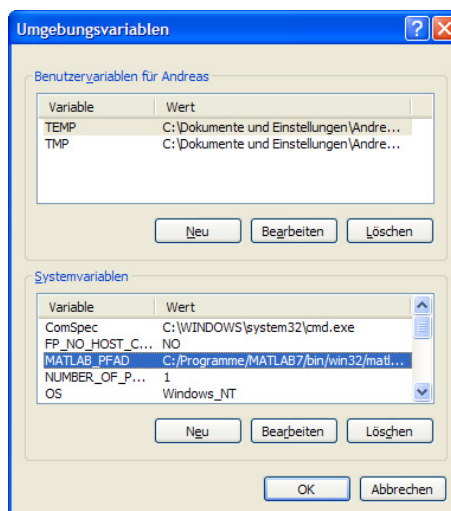 Umgebungsvariablen
Benutzervariablen für Andreas
Variable Wert
TEMP C:\Dokumente und Einstellungen\Andre...
TMP C:\Dokumente und Einstellungen\Andre...
Neu Bearbeiten Löschen
Systemvariablen
Variable Wert
ComSpec C:\WINDOWS\system32\cmd.exe
FP_NO_HOST_C... NO
MATLAB_PFAD C:/Programme/MATLAB7/bin/win32/matl...
NUMBER_OF_P... 1
OS Windows_NT
Neu Bearbeiten Löschen
OK Abbrechen